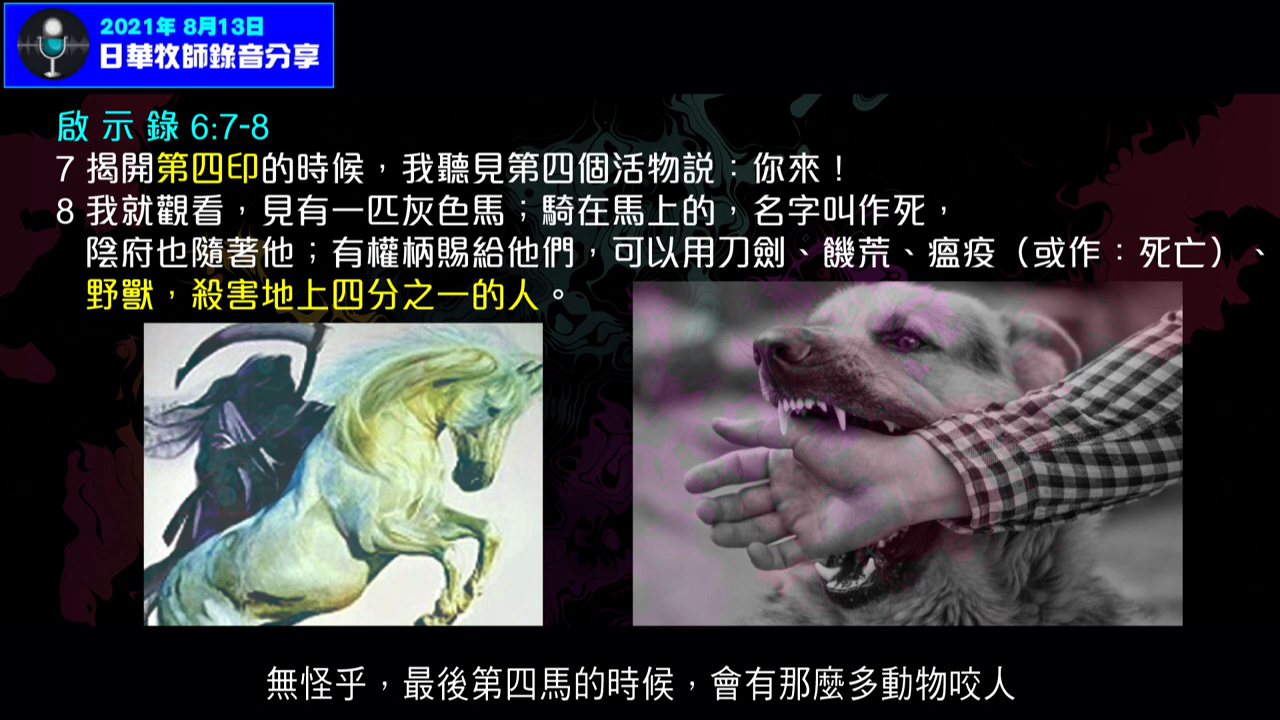 2021年 8月13日
日華牧師錄音分享
啟示錄 6:7-8
7 揭開第四印的時候，我聽見第四個活物説：你來！
8 我就觀看，見有一匹灰色馬；騎在馬上的，名字叫作死，
陰府也隨著他；有權柄賜給他們，可以用刀劍、饑荒、瘟疫（或作：死亡）、
野獸，殺害地上四分之一的人。
無怪乎，最後第四馬的時候，會有那麼多動物咬人